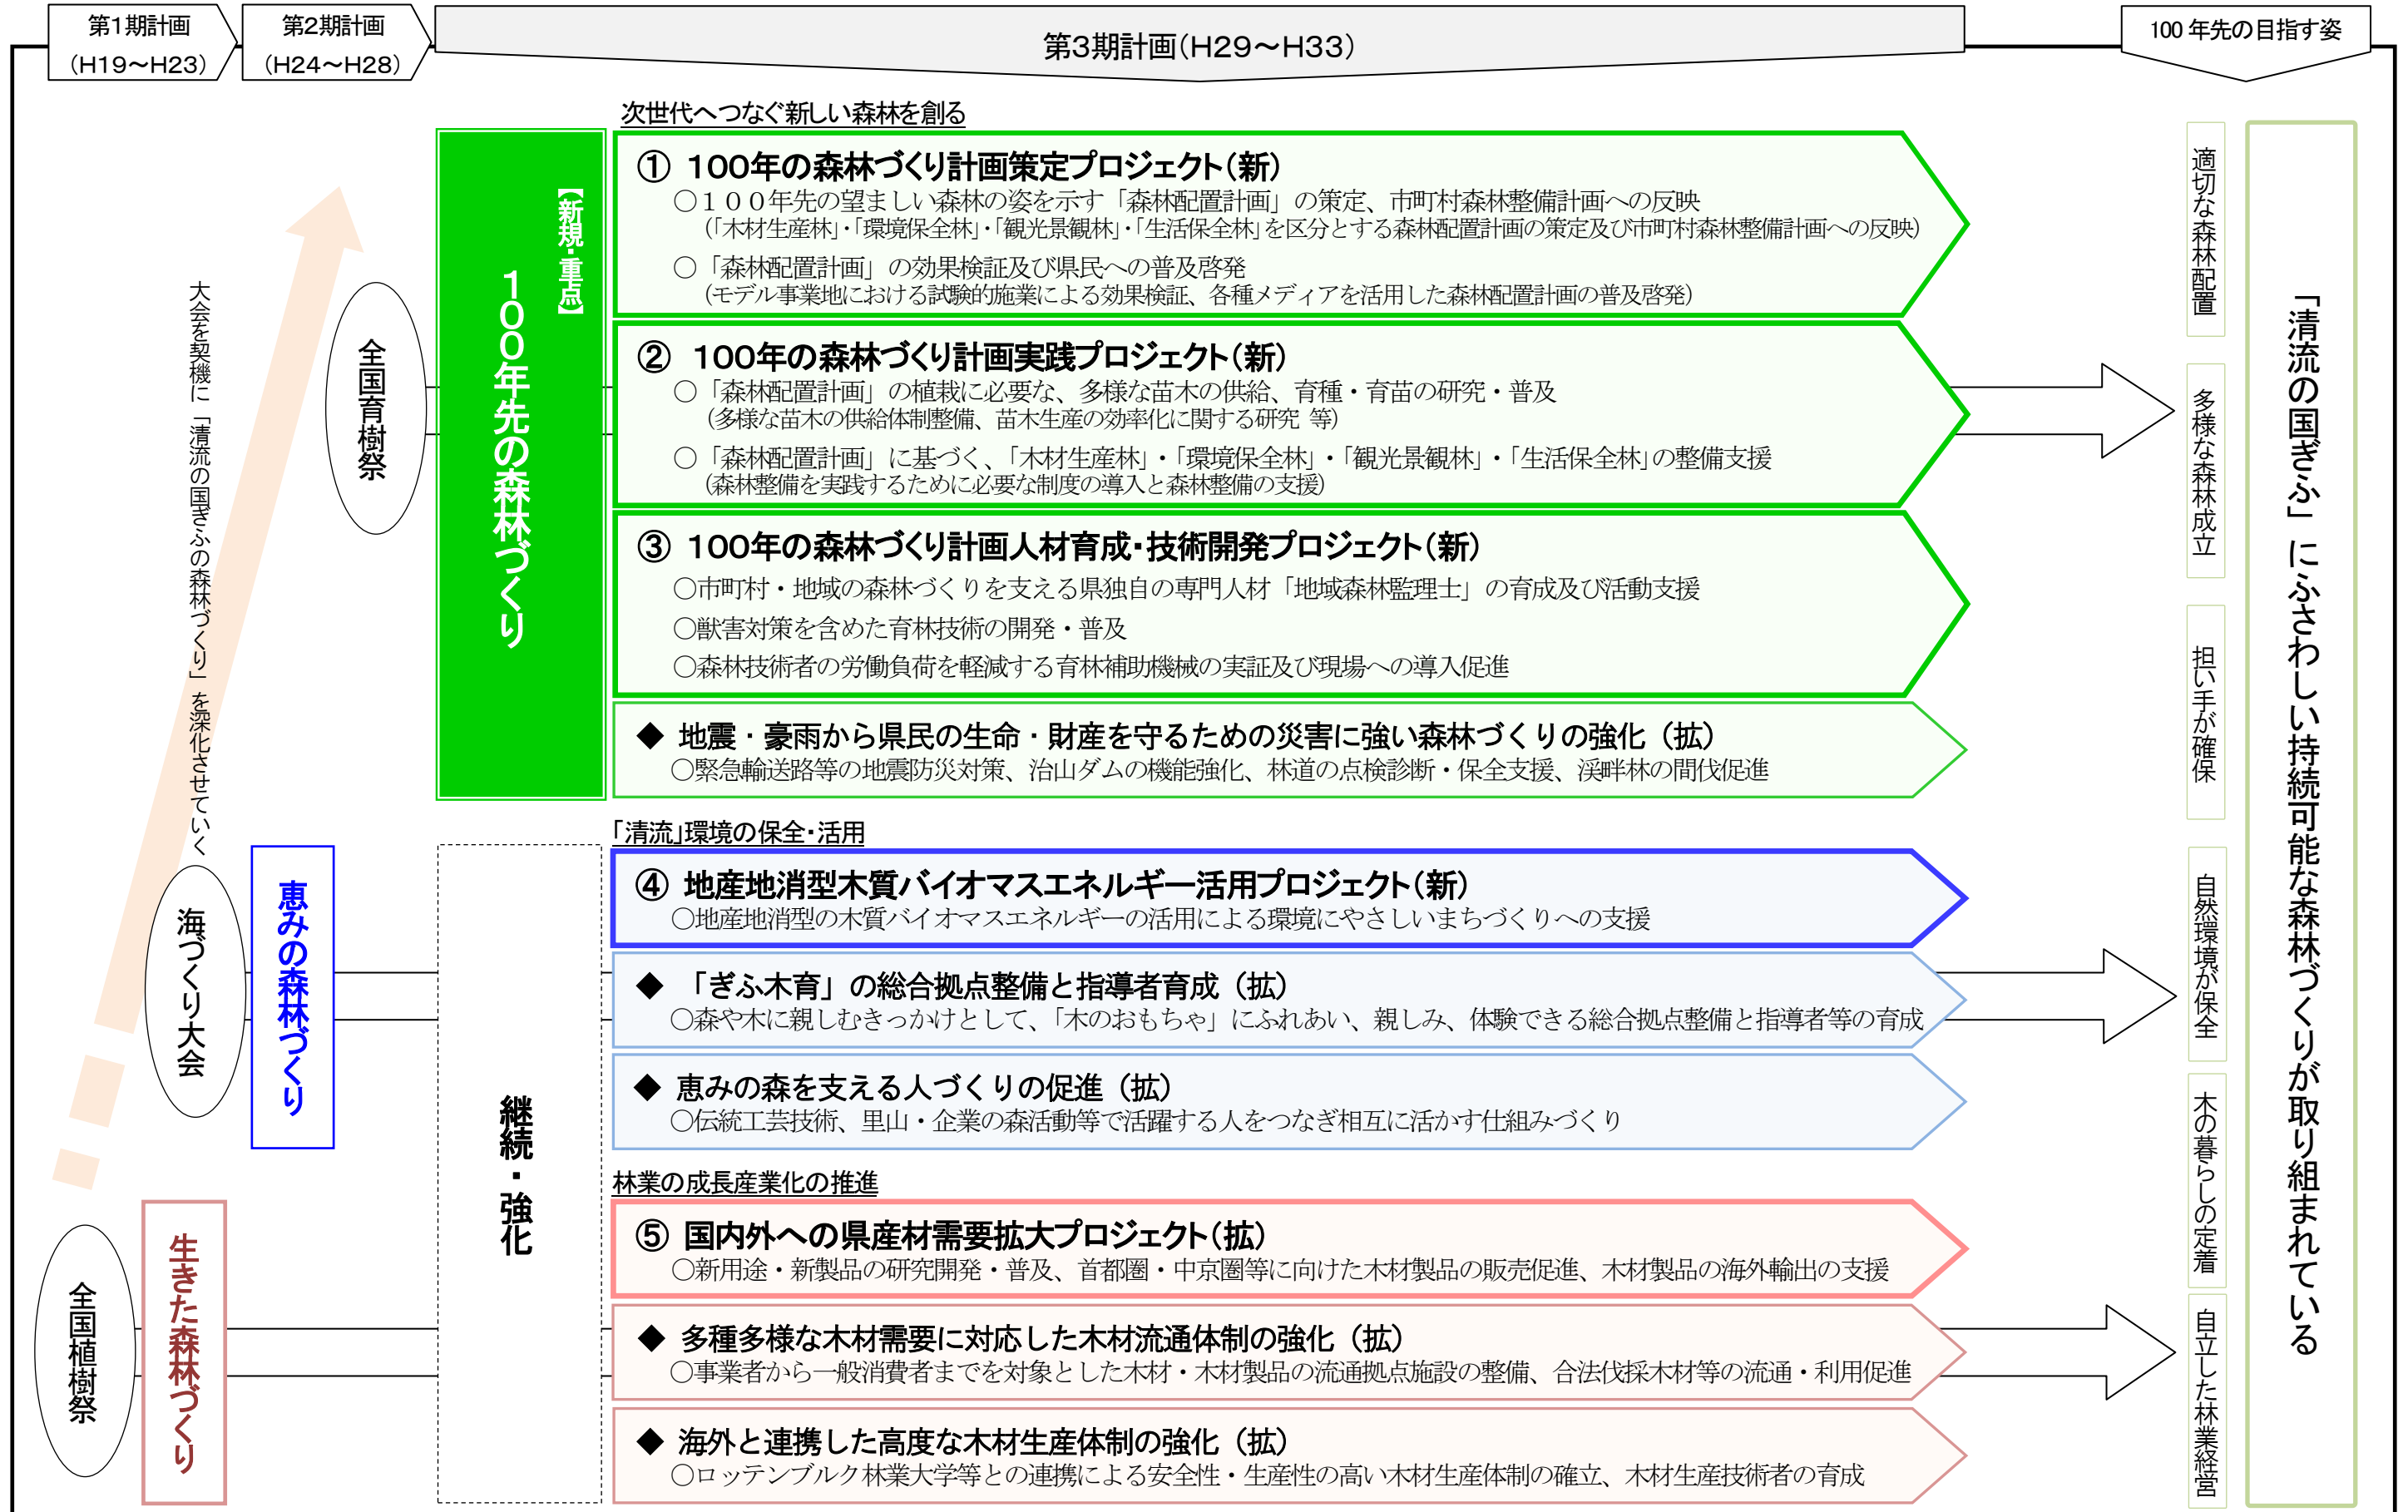 第1期計画
（H19～H23）
第2期計画
（H24～H28）
第3期計画（H29～H33）
100 年先の目指す姿
大会を契機に「清流の国ぎふの森林づくり」を深化させていく
全国育樹祭
海づくり大会
全国植樹祭
【新規・重点】
100年先の森林づくり
恵みの森林づくり
生きた森林づくり
継続・強化
次世代へつなぐ新しい森林を創る
① 100年の森林づくり計画策定プロジェクト（新）
○１００年先の望ましい森林の姿を示す「森林配置計画」の策定、市町村森林整備計画への反映
（「木材生産林」・「環境保全林」・「観光景観林」・「生活保全林」を区分とする森林配置計画の策定及び市町村森林整備計画への反映）
○「森林配置計画」の効果検証及び県民への普及啓発
（モデル事業地における試験的施業による効果検証、各種メディアを活用した森林配置計画の普及啓発）
② 100年の森林づくり計画実践プロジェクト（新）
○「森林配置計画」の植栽に必要な、多様な苗木の供給、育種・育苗の研究・普及
（多様な苗木の供給体制整備、苗木生産の効率化に関する研究 等）
○「森林配置計画」に基づく、「木材生産林」・「環境保全林」・「観光景観林」・「生活保全林」の整備支援
（森林整備を実践するために必要な制度の導入と森林整備の支援）
③ 100年の森林づくり計画人材育成・技術開発プロジェクト（新）
○市町村・地域の森林づくりを支える県独自の専門人材「地域森林監理士」の育成及び活動支援
○獣害対策を含めた育林技術の開発・普及
○森林技術者の労働負荷を軽減する育林補助機械の実証及び現場への導入促進
◆ 地震・豪雨から県民の生命・財産を守るための災害に強い森林づくりの強化（拡）
○緊急輸送路等の地震防災対策、治山ダムの機能強化、林道の点検診断・保全支援、渓畔林の間伐促進
「清流」環境の保全・活用
④ 地産地消型木質バイオマスエネルギー活用プロジェクト（新）
○地産地消型の木質バイオマスエネルギーの活用による環境にやさしいまちづくりへの支援
◆ 「ぎふ木育」の総合拠点整備と指導者育成（拡）
○森や木に親しむきっかけとして、「木のおもちゃ」にふれあい、親しみ、体験できる総合拠点整備と指導者等の育成
◆ 恵みの森を支える人づくりの促進（拡）
○伝統工芸技術、里山・企業の森活動等で活躍する人をつなぎ相互に活かす仕組みづくり
林業の成長産業化の推進
⑤ 国内外への県産材需要拡大プロジェクト（拡）
○新用途・新製品の研究開発・普及、首都圏・中京圏等に向けた木材製品の販売促進、木材製品の海外輸出の支援
◆ 多種多様な木材需要に対応した木材流通体制の強化（拡）
○事業者から一般消費者までを対象とした木材・木材製品の流通拠点施設の整備、合法伐採木材等の流通・利用促進
◆ 海外と連携した高度な木材生産体制の強化（拡）
○ロッテンブルク林業大学等との連携による安全性・生産性の高い木材生産体制の確立、木材生産技術者の育成
適切な森林配置
多様な森林成立
担い手が確保
自然環境が保全
木の暮らしの定着
自立した林業経営
「清流の国ぎふ」にふさわしい持続可能な森林づくりが取り組まれている